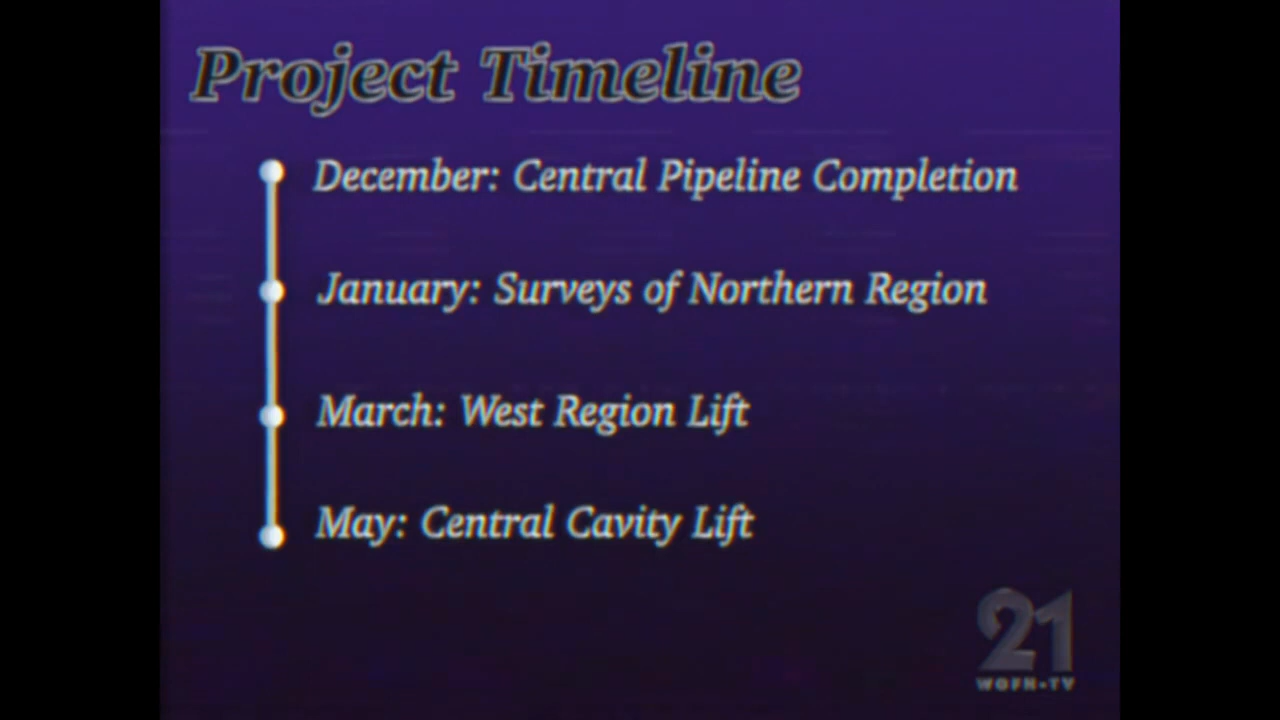 Project Timeline
December: Central Pipeline Completion
January: Surveys of Northern Region
March: West Region Lift
May: Central Cavity Lift
21
WGFN-TV